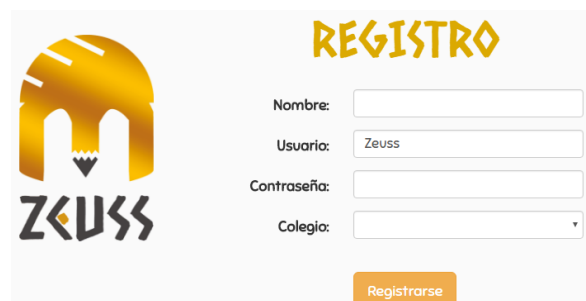 REGISTRO
Nombre:
Usuario: Zeuss
Contraseña:
Colegio:
Registrarse
ZEUSS